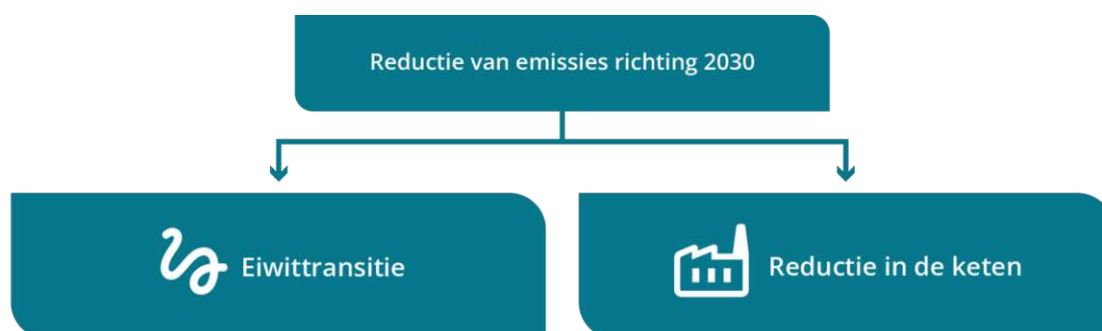 Reductie van emissies richting 2030
Eiwittransitie
Reductie in de keten